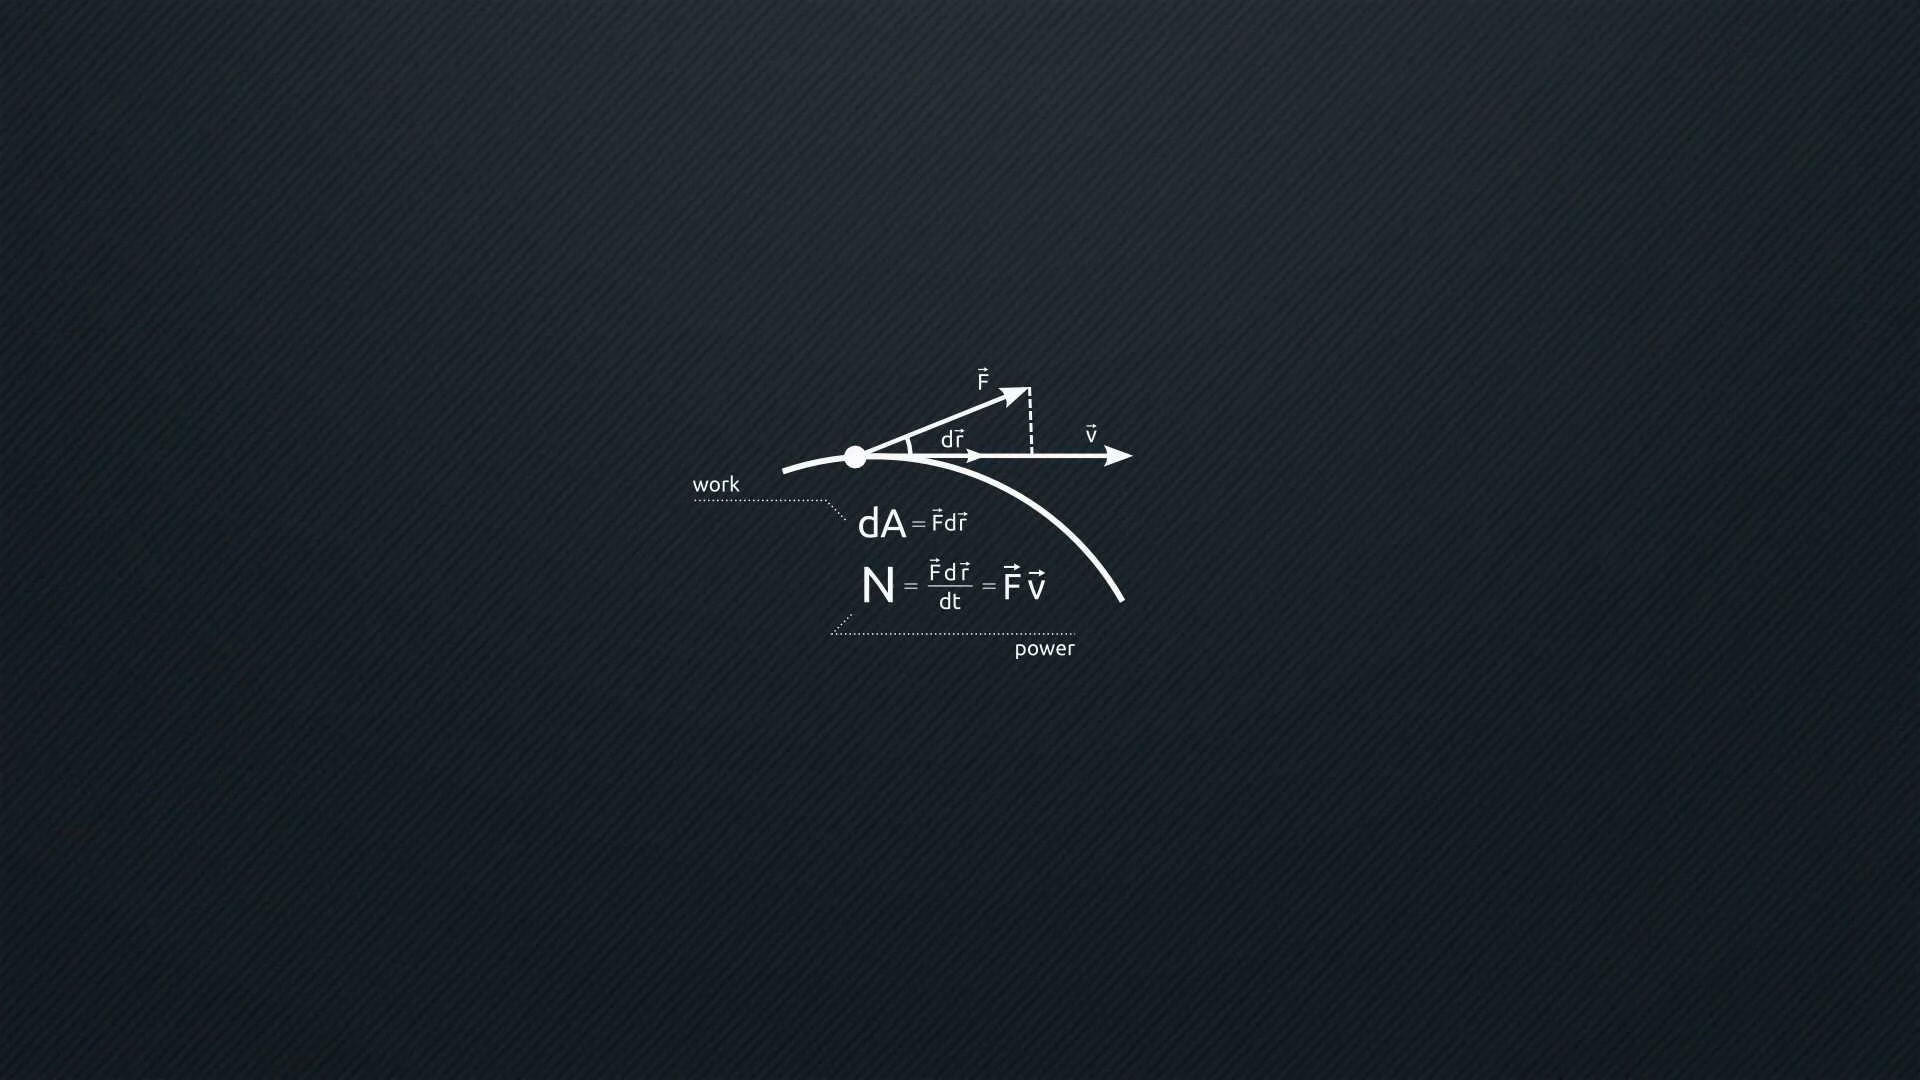 F⃗
dr⃗
v⃗
work
dA = F⃗dr⃗
N = F⃗dr⃗/dt = F⃗v⃗
power